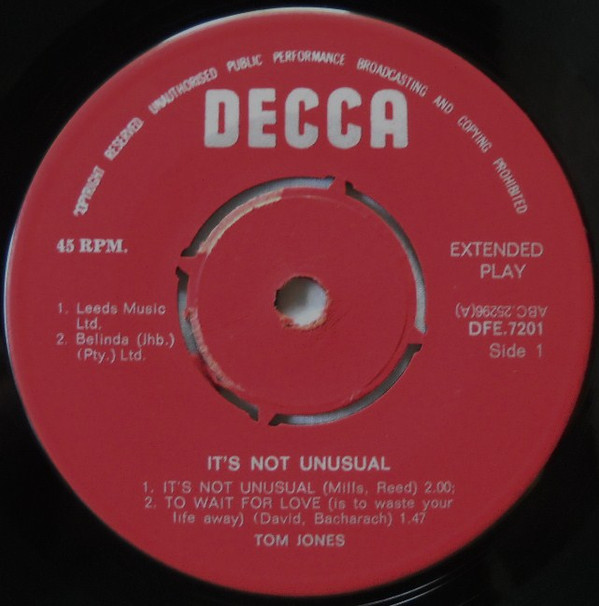 COPYRIGHT RESERVED UNAUTHORISED PUBLIC PERFORMANCE BROADCASTING AND COPYING PROHIBITED
DECCA
45 RPM.
EXTENDED
PLAY
1. Leeds Music
Ltd.
2. Belinda (Jhb.)
(Pty.) Ltd.
ABC.25296(A)
DFE.7201
Side 1
IT'S NOT UNUSUAL
1. IT'S NOT UNUSUAL (Mills, Reed) 2.00;
2. TO WAIT FOR LOVE (is to waste your
life away) (David, Bacharach) 1.47
TOM JONES